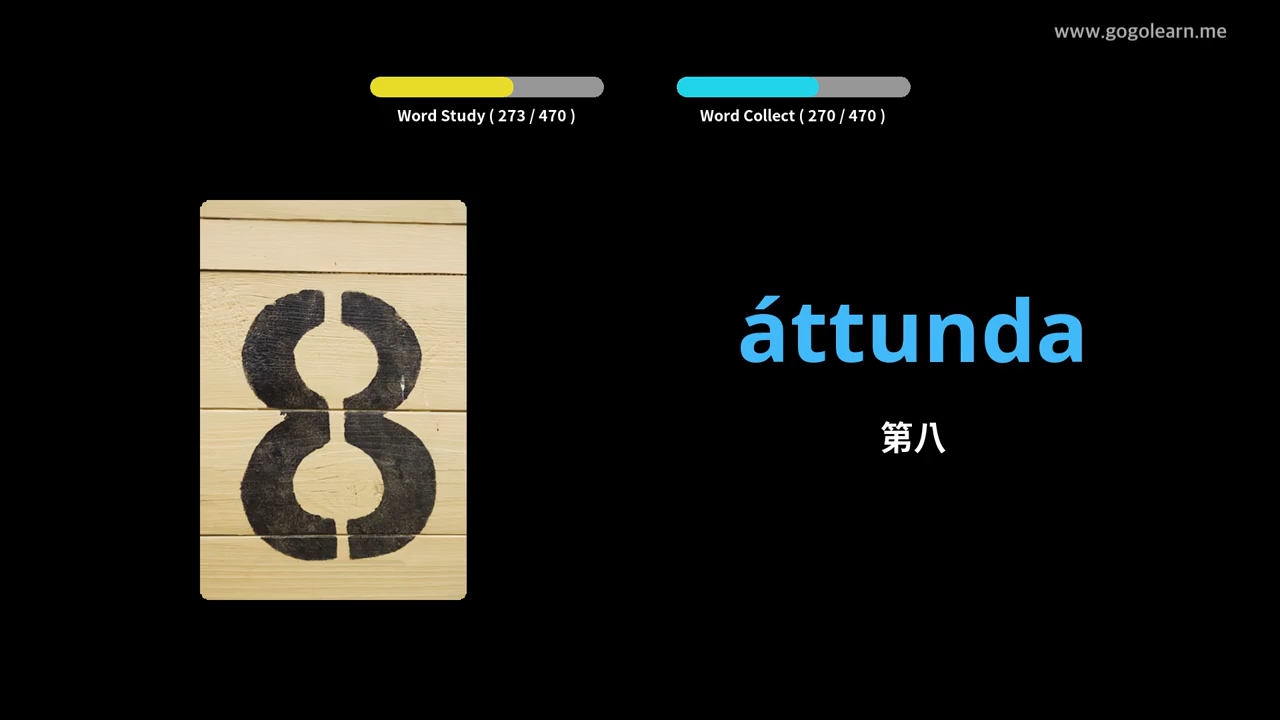 www.gogolearn.me
Word Study ( 273 / 470 )
Word Collect ( 270 / 470 )
8
áttunda
第八